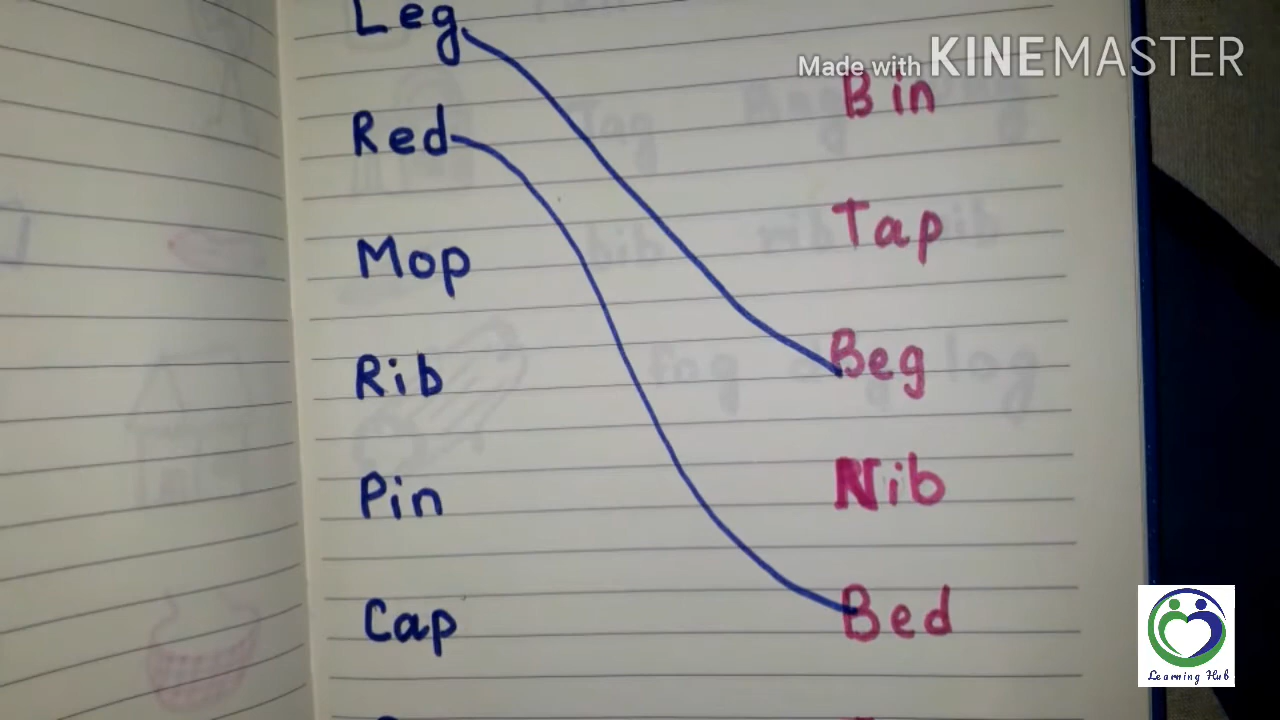 Leg
Made with KINEMASTER
Bin
Red
Tap
Mop
Beg
Rib
Nib
Pin
Bed
Cap
Learning Hub